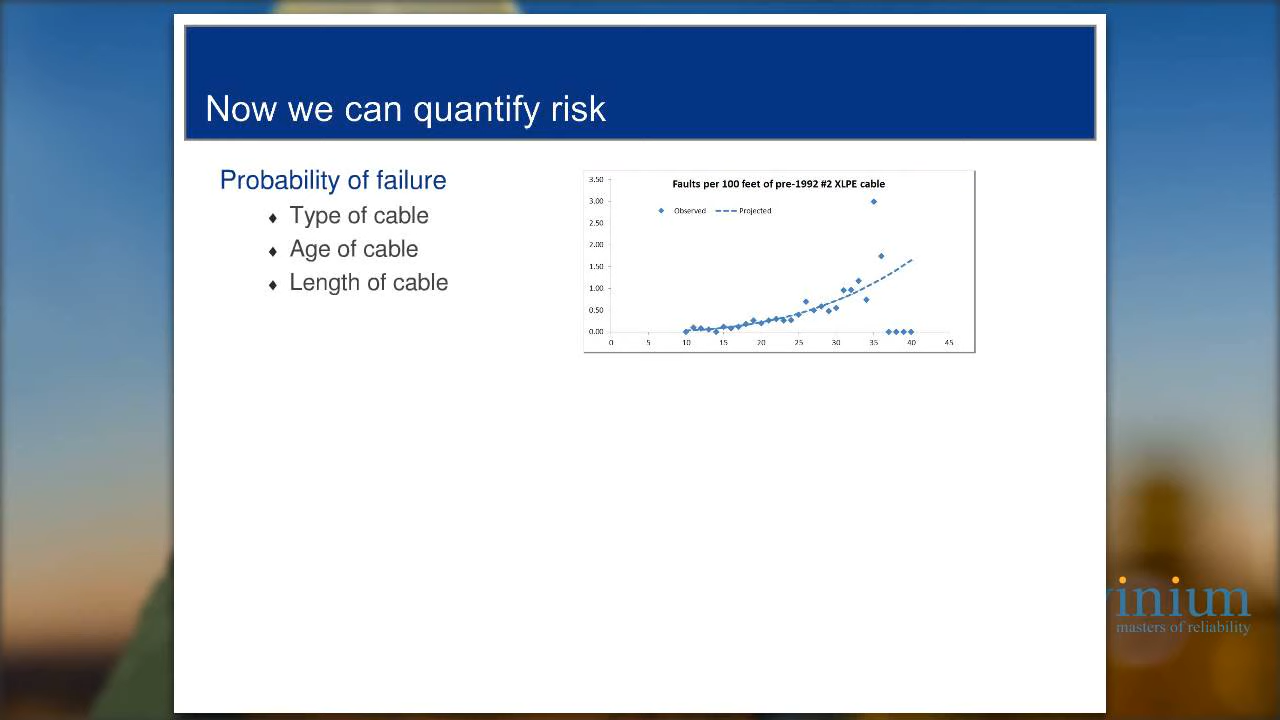 Now we can quantify risk
Probability of failure
Type of cable
Age of cable
Length of cable
Faults per 100 feet of pre-1992 #2 XLPE cable
Observed
Projected
3.50
3.00
2.50
2.00
1.50
1.00
0.50
0.00
0 5 10 15 20 25 30 35 40 45
inium
masters of reliability